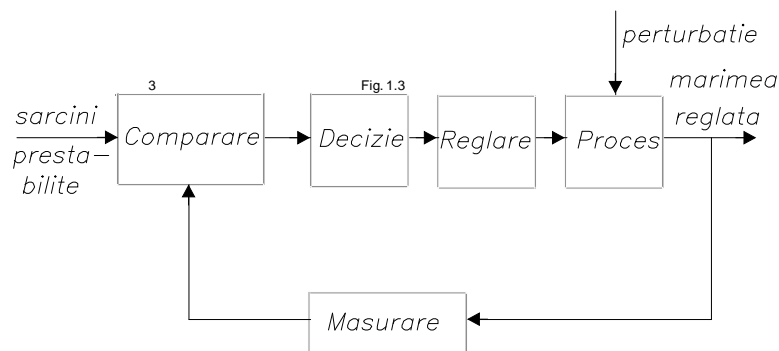 perturbatie
3
Fig. 1.3
marimea
reglata
sarcini
presta-
bilite
Comparare
Decizie
Reglare
Proces
Masurare